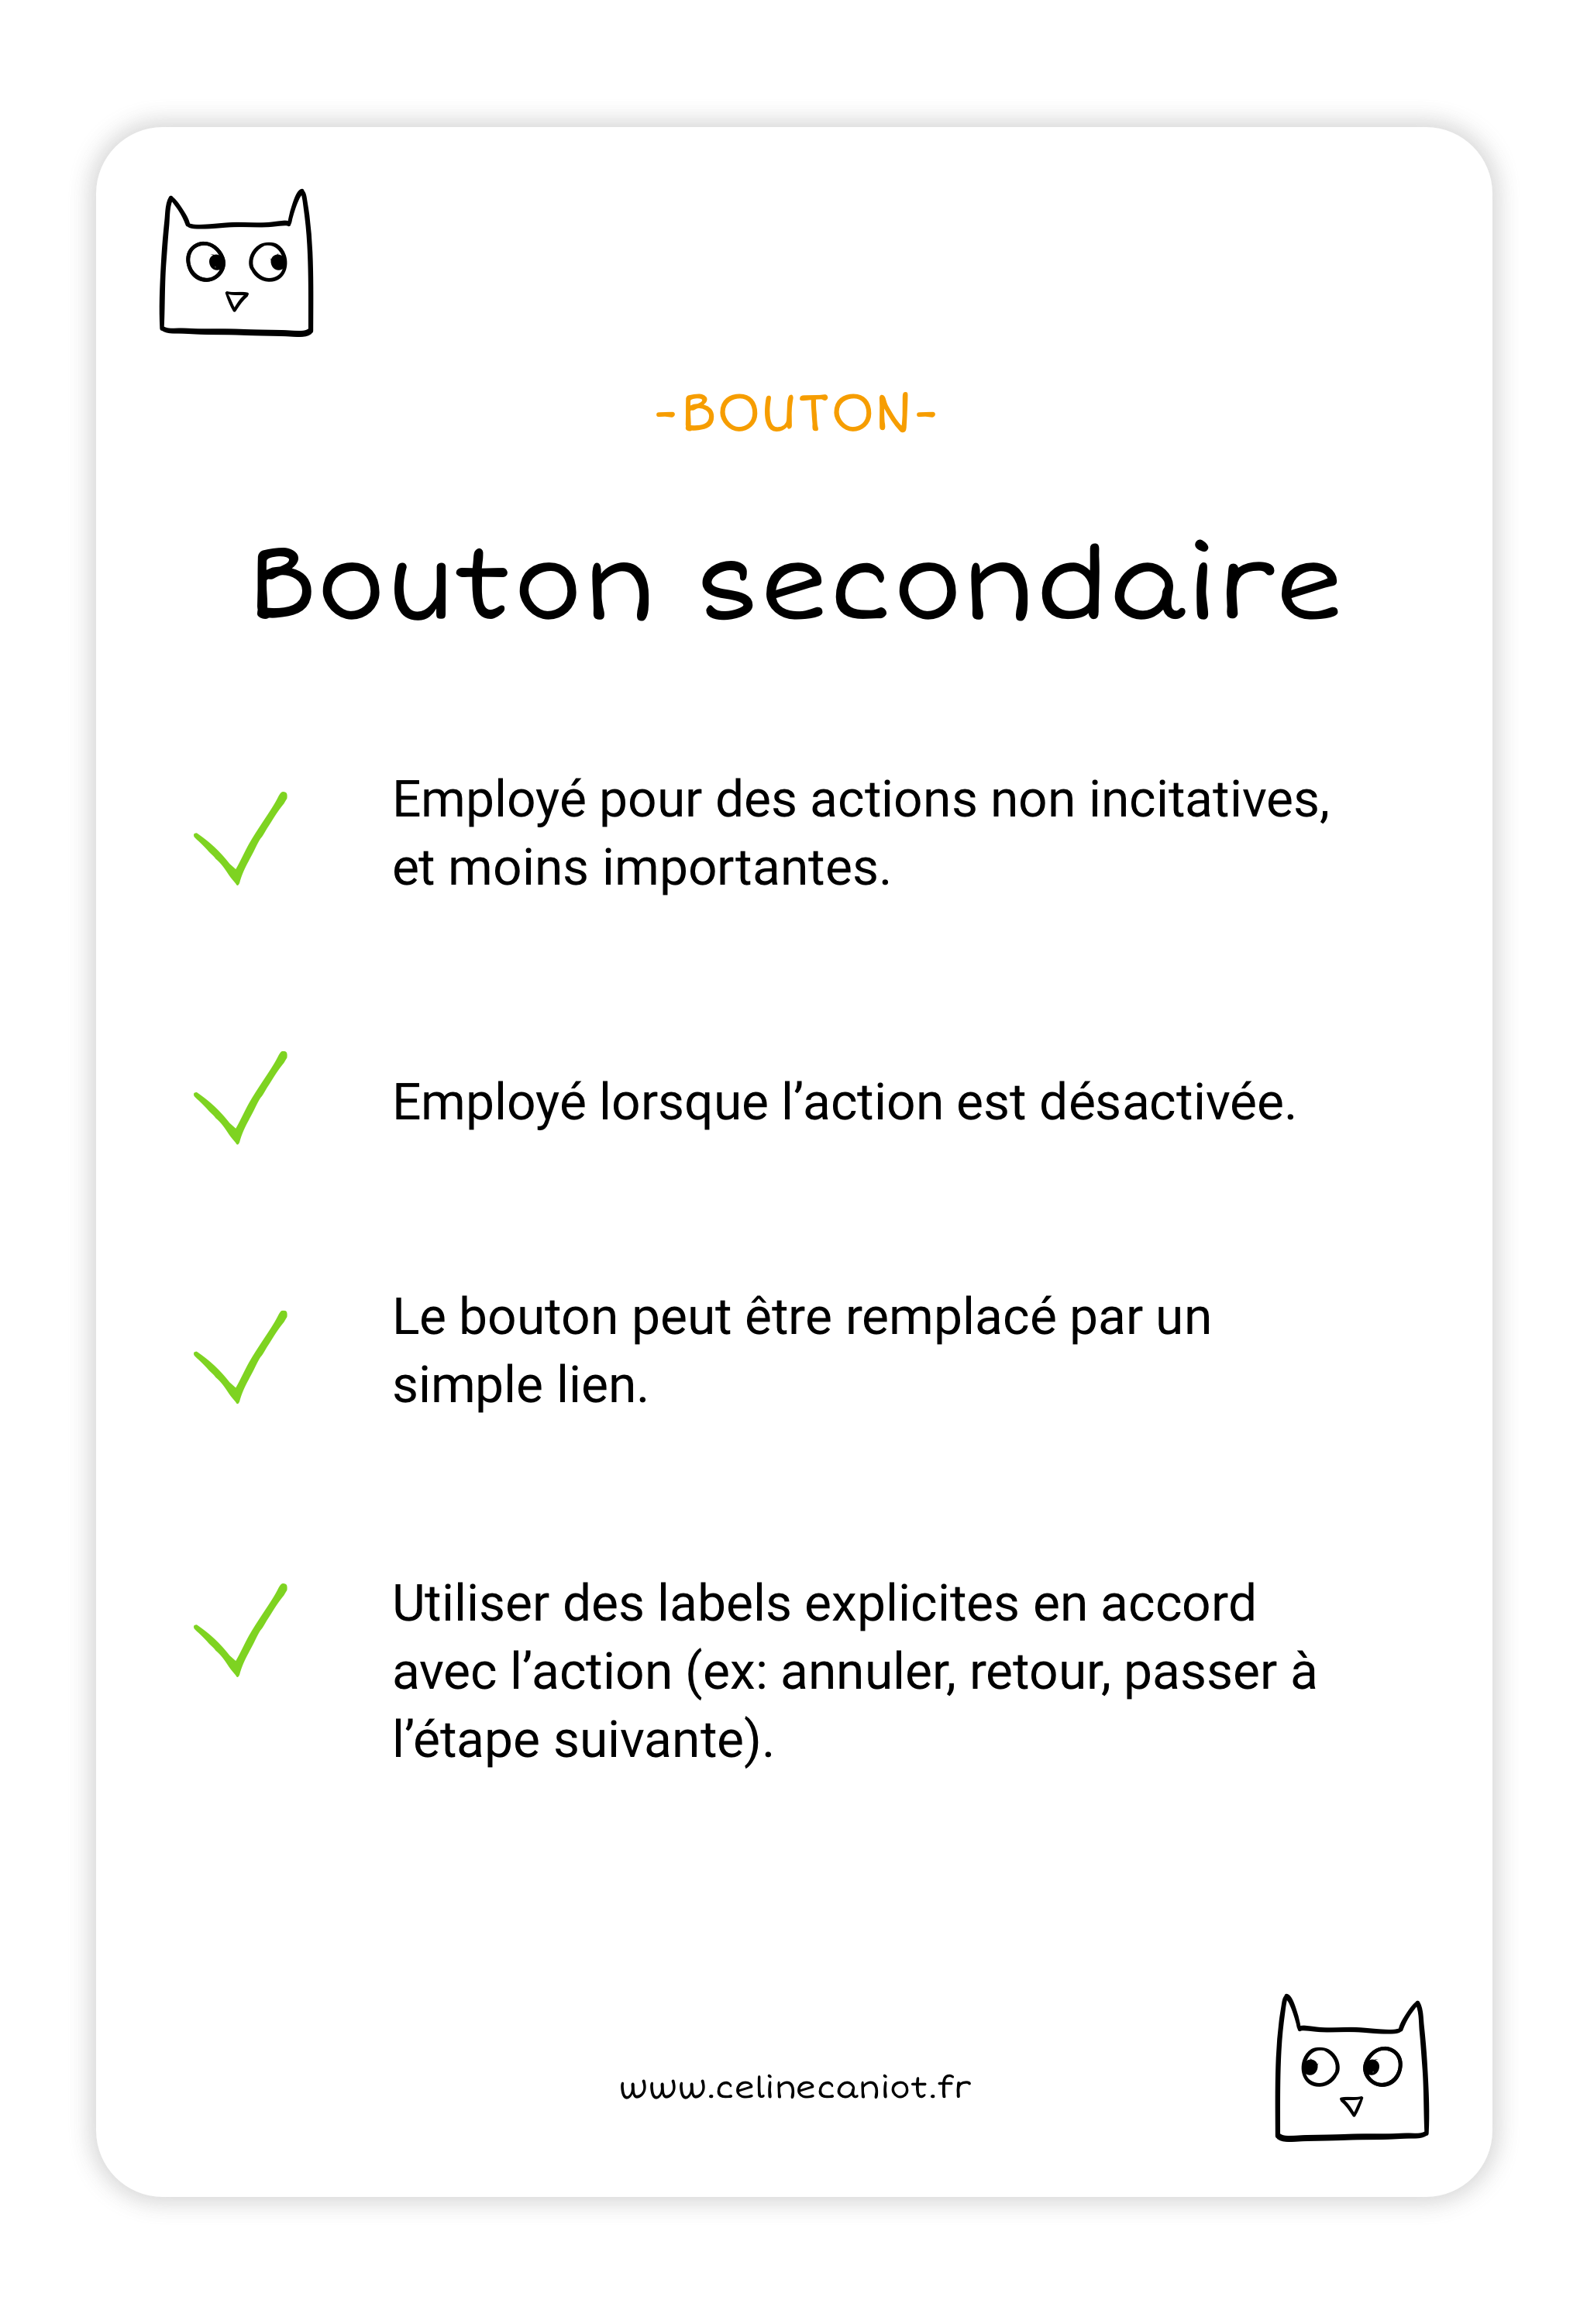 -BOUTON-
Bouton secondaire
Employé pour des actions non incitatives,
et moins importantes.
Employé lorsque l’action est désactivée.
Le bouton peut être remplacé par un
simple lien.
Utiliser des labels explicites en accord
avec l’action (ex: annuler, retour, passer à
l’étape suivante).
www.celinecaniot.fr